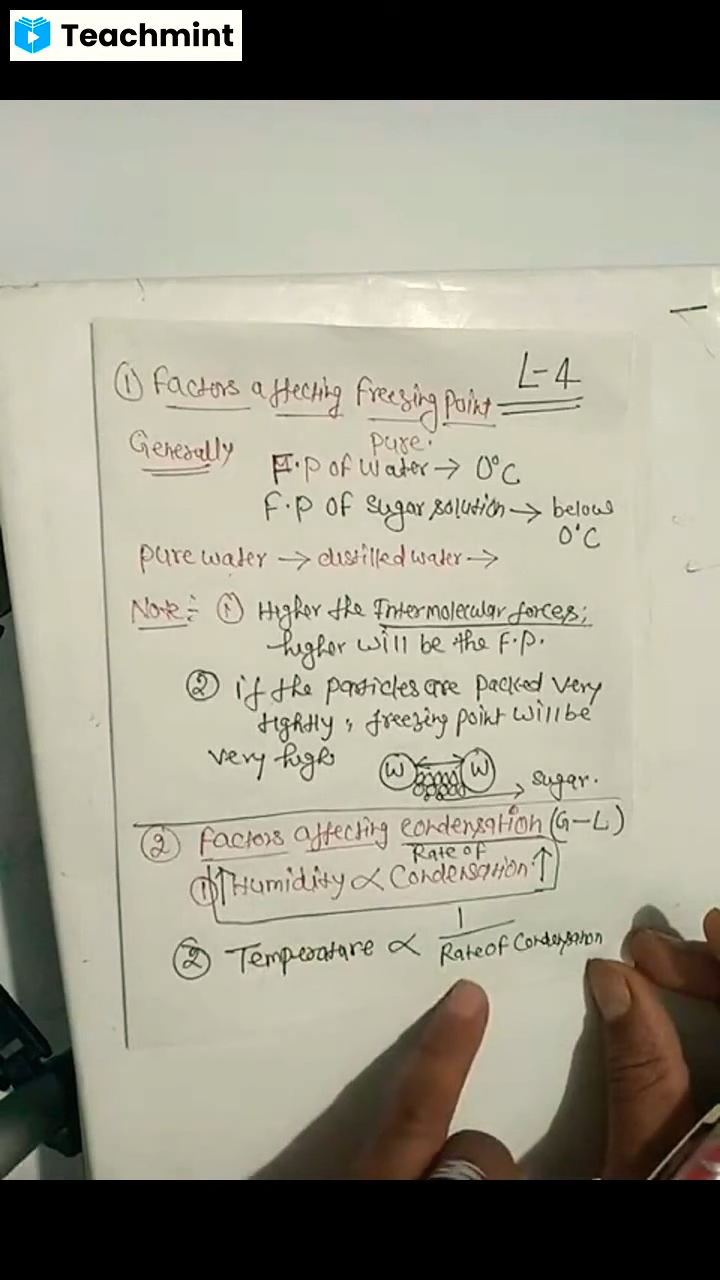 Teachmint
L-4
① Factors affecting Freezing Point
Generally
pure.
F.p of water → 0°C
F.p of sugar solution → below
0°C
pure water → distilled water →
Note:- ① Higher the Intermolecular forces;
higher will be the F.p.
② if the particles are packed very
tightly, freezing point will be
very high
W W
sugar.
② factors affecting condensation (G-L)
Rate of
① ↑Humidity ∝ Condensation ↑
② Temperature ∝ 1
Rate of Condensation